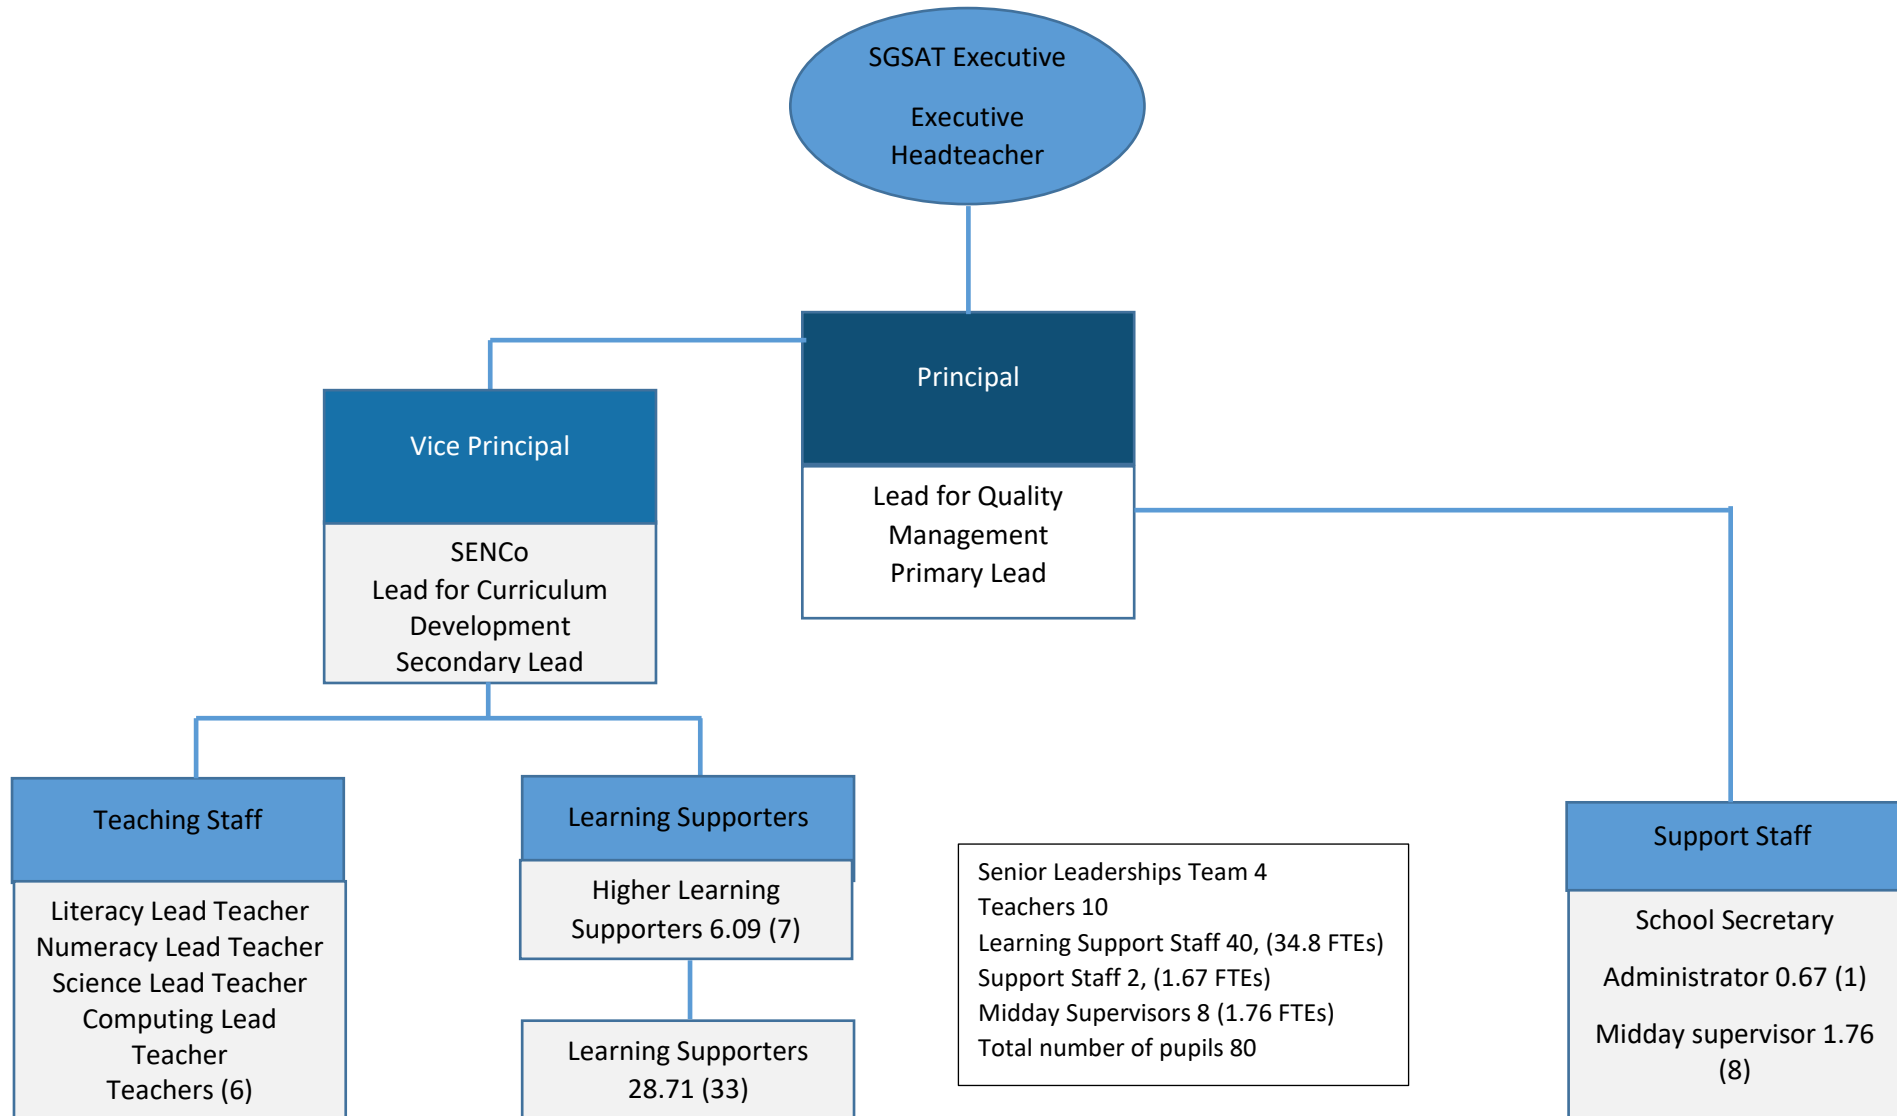 SGSAT Executive
Executive
Headteacher
Principal
Lead for Quality
Management
Primary Lead
Vice Principal
SENCo
Lead for Curriculum
Development
Secondary Lead
Teaching Staff
Literacy Lead Teacher
Numeracy Lead Teacher
Science Lead Teacher
Computing Lead
Teacher
Teachers (6)
Learning Supporters
Higher Learning
Supporters 6.09 (7)
Learning Supporters
28.71 (33)
Senior Leaderships Team 4
Teachers 10
Learning Support Staff 40, (34.8 FTEs)
Support Staff 2, (1.67 FTEs)
Midday Supervisors 8 (1.76 FTEs)
Total number of pupils 80
Support Staff
School Secretary
Administrator 0.67 (1)
Midday supervisor 1.76
(8)